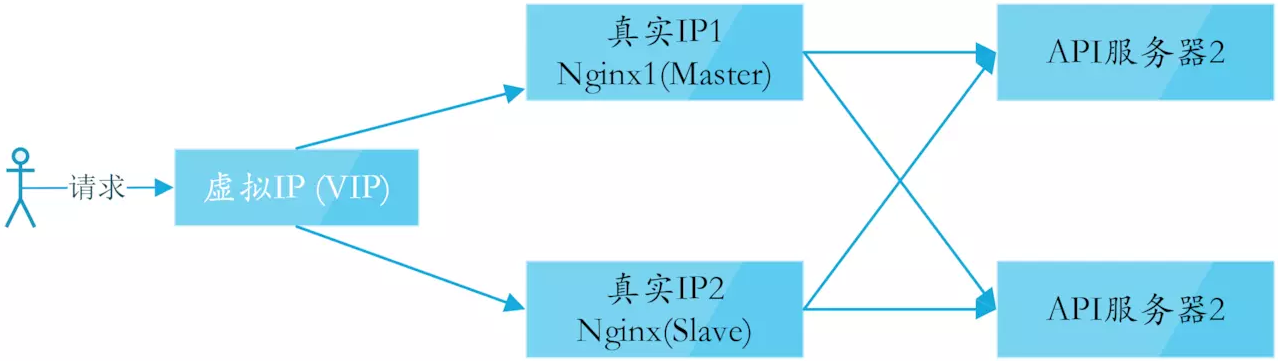 真实IP1
Nginx1(Master)
API服务器2
请求
虚拟IP (VIP)
真实IP2
Nginx(Slave)
API服务器2